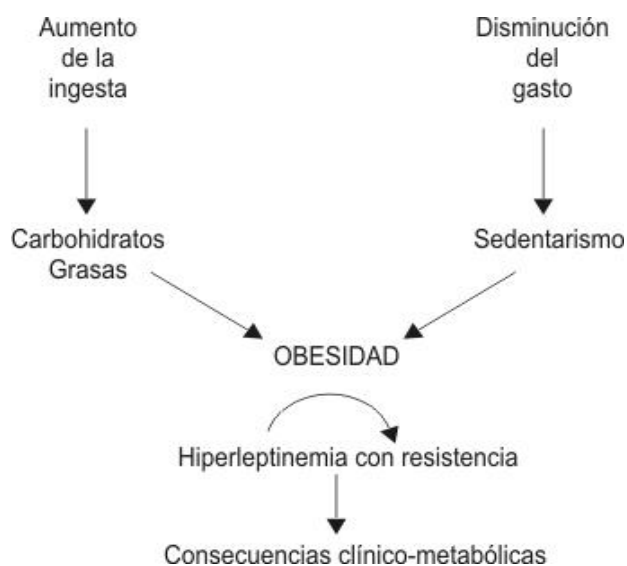 Aumento
de la
ingesta
Disminución
del
gasto
Carbohidratos
Grasas
Sedentarismo
OBESIDAD
Hiperleptinemia con resistencia
Consecuencias clínico-metabólicas